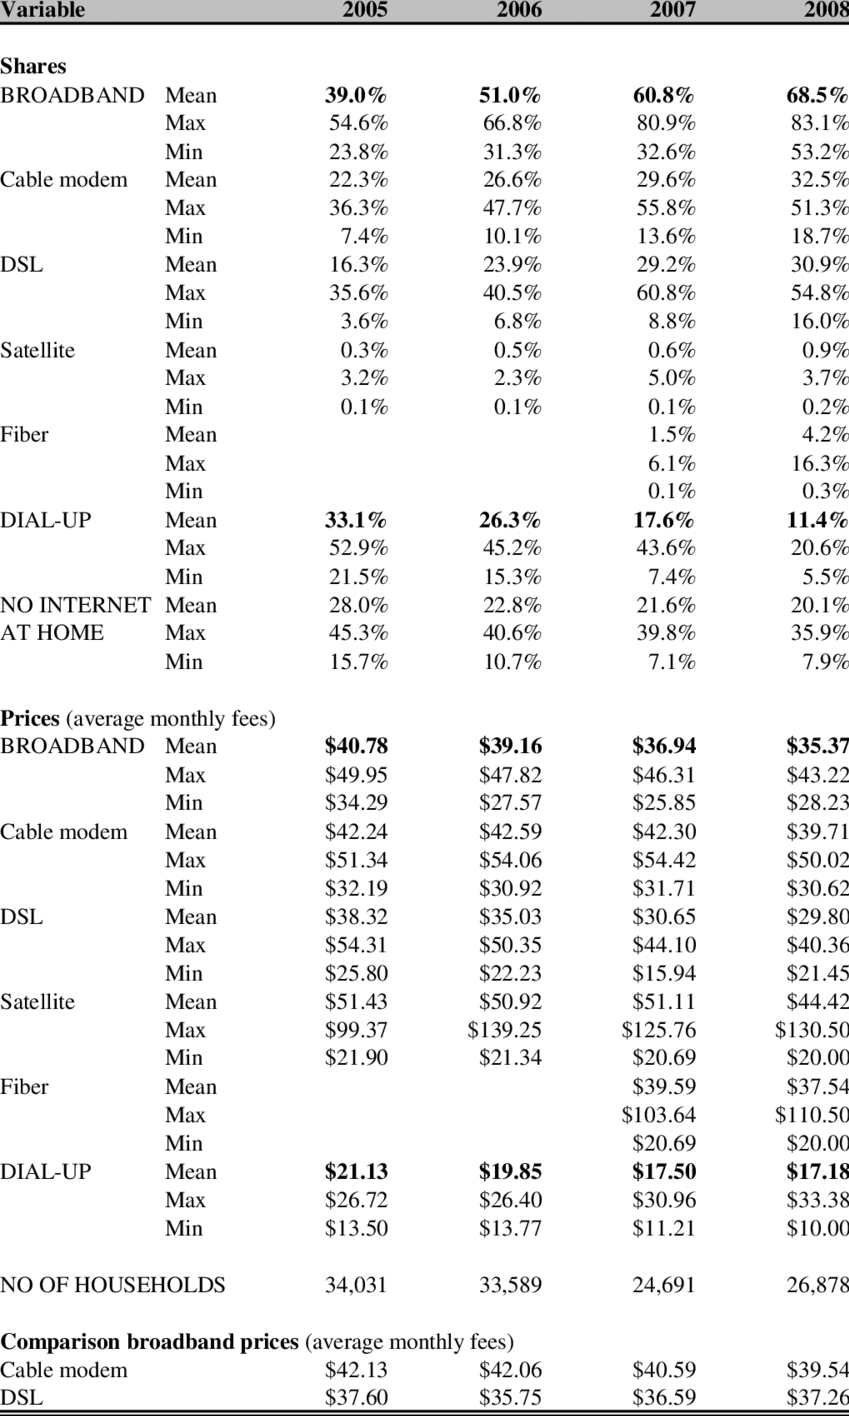 Variable 2005 2006 2007 2008
Shares
BROADBAND Mean 39.0% 51.0% 60.8% 68.5%
Max 54.6% 66.8% 80.9% 83.1%
Min 23.8% 31.3% 32.6% 53.2%
Cable modem Mean 22.3% 26.6% 29.6% 32.5%
Max 36.3% 47.7% 55.8% 51.3%
Min 7.4% 10.1% 13.6% 18.7%
DSL Mean 16.3% 23.9% 29.2% 30.9%
Max 35.6% 40.5% 60.8% 54.8%
Min 3.6% 6.8% 8.8% 16.0%
Satellite Mean 0.3% 0.5% 0.6% 0.9%
Max 3.2% 2.3% 5.0% 3.7%
Min 0.1% 0.1% 0.1% 0.2%
Fiber Mean 1.5% 4.2%
Max 6.1% 16.3%
Min 0.1% 0.3%
DIAL-UP Mean 33.1% 26.3% 17.6% 11.4%
Max 52.9% 45.2% 43.6% 20.6%
Min 21.5% 15.3% 7.4% 5.5%
NO INTERNET Mean 28.0% 22.8% 21.6% 20.1%
AT HOME Max 45.3% 40.6% 39.8% 35.9%
Min 15.7% 10.7% 7.1% 7.9%
Prices (average monthly fees)
BROADBAND Mean $40.78 $39.16 $36.94 $35.37
Max $49.95 $47.82 $46.31 $43.22
Min $34.29 $27.57 $25.85 $28.23
Cable modem Mean $42.24 $42.59 $42.30 $39.71
Max $51.34 $54.06 $54.42 $50.02
Min $32.19 $30.92 $31.71 $30.62
DSL Mean $38.32 $35.03 $30.65 $29.80
Max $54.31 $50.35 $44.10 $40.36
Min $25.80 $22.23 $15.94 $21.45
Satellite Mean $51.43 $50.92 $51.11 $44.42
Max $99.37 $139.25 $125.76 $130.50
Min $21.90 $21.34 $20.69 $20.00
Fiber Mean $39.59 $37.54
Max $103.64 $110.50
Min $20.69 $20.00
DIAL-UP Mean $21.13 $19.85 $17.50 $17.18
Max $26.72 $26.40 $30.96 $33.38
Min $13.50 $13.77 $11.21 $10.00
NO OF HOUSEHOLDS 34,031 33,589 24,691 26,878
Comparison broadband prices (average monthly fees)
Cable modem $42.13 $42.06 $40.59 $39.54
DSL $37.60 $35.75 $36.59 $37.26